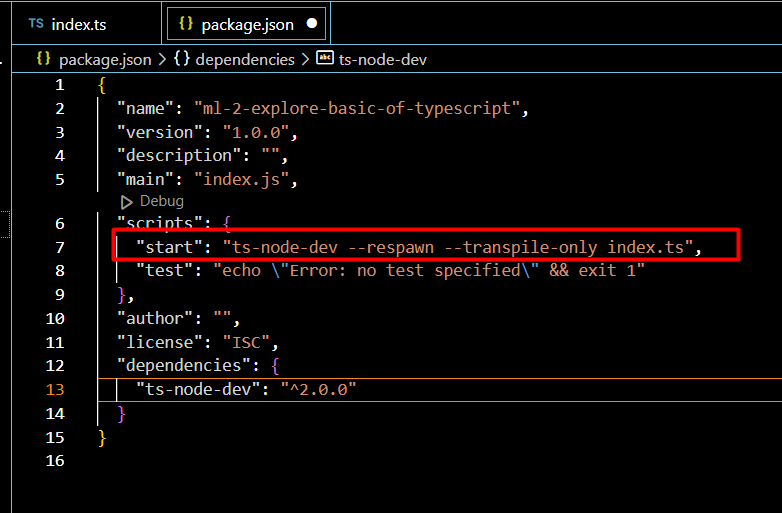 TS index.ts
{} package.json
{} package.json > {} dependencies > abc ts-node-dev
1 {
2 "name": "ml-2-explore-basic-of-typescript",
3 "version": "1.0.0",
4 "description": "",
5 "main": "index.js",
Debug
6 "scripts": {
7 "start": "ts-node-dev --respawn --transpile-only index.ts",
8 "test": "echo \"Error: no test specified\" && exit 1"
9 },
10 "author": "",
11 "license": "ISC",
12 "dependencies": {
13 "ts-node-dev": "^2.0.0"
14 }
15 }
16